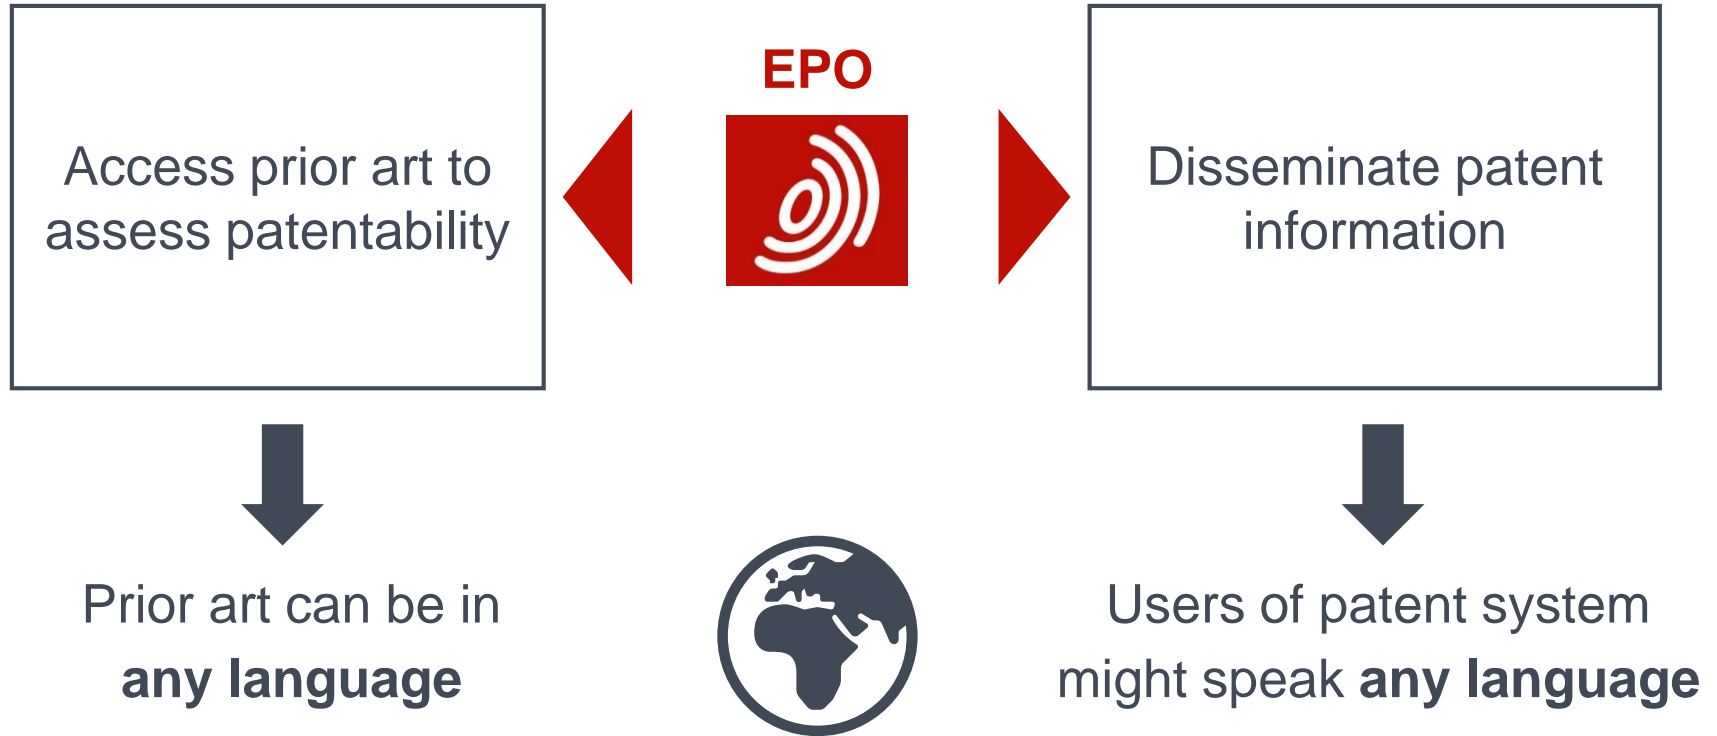 EPO
Access prior art to
assess patentability
Disseminate patent
information
Prior art can be in
any language
Users of patent system
might speak any language